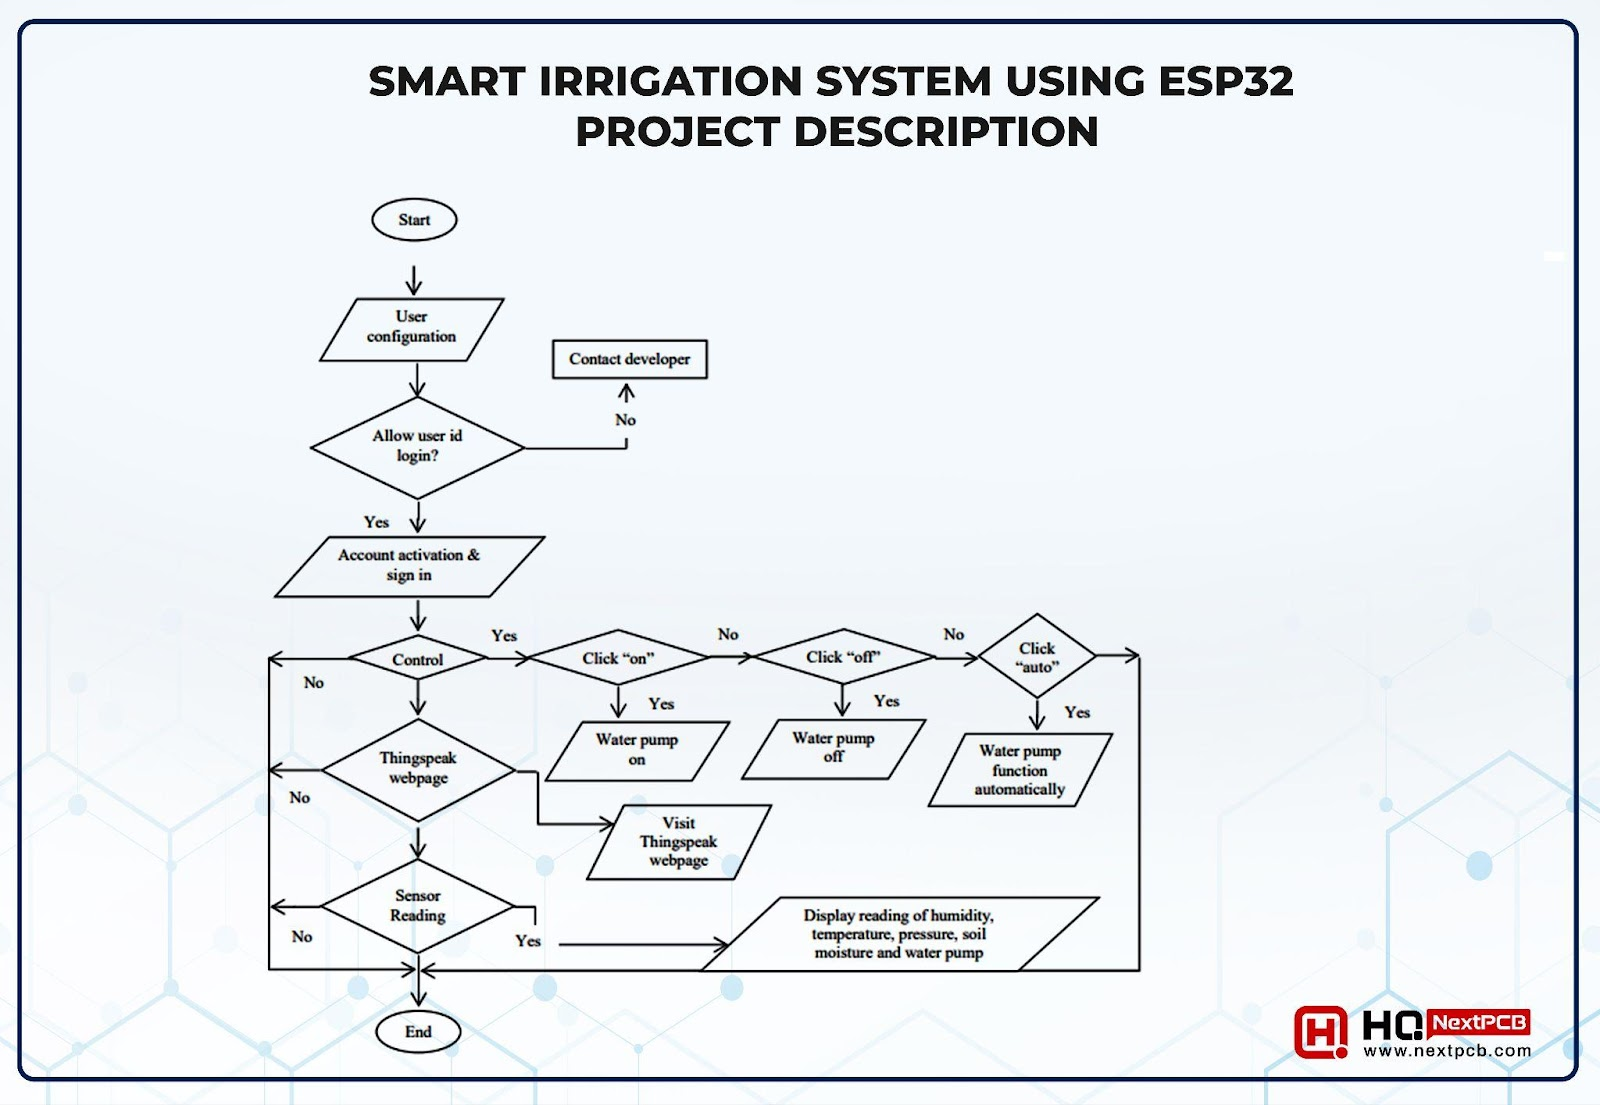 SMART IRRIGATION SYSTEM USING ESP32
PROJECT DESCRIPTION
Start
User
configuration
Contact developer
No
Allow user id
login?
Yes
Account activation &
sign in
Control
Yes
No
Click “on”
No
Yes
Water pump
on
Click “off”
No
Yes
Water pump
off
Click
“auto”
Yes
Water pump
function
automatically
Thingspeak
webpage
No
Visit
Thingspeak
webpage
Sensor
Reading
No
Yes
Display reading of humidity,
temperature, pressure, soil
moisture and water pump
End
HQ NextPCB
www.nextpcb.com